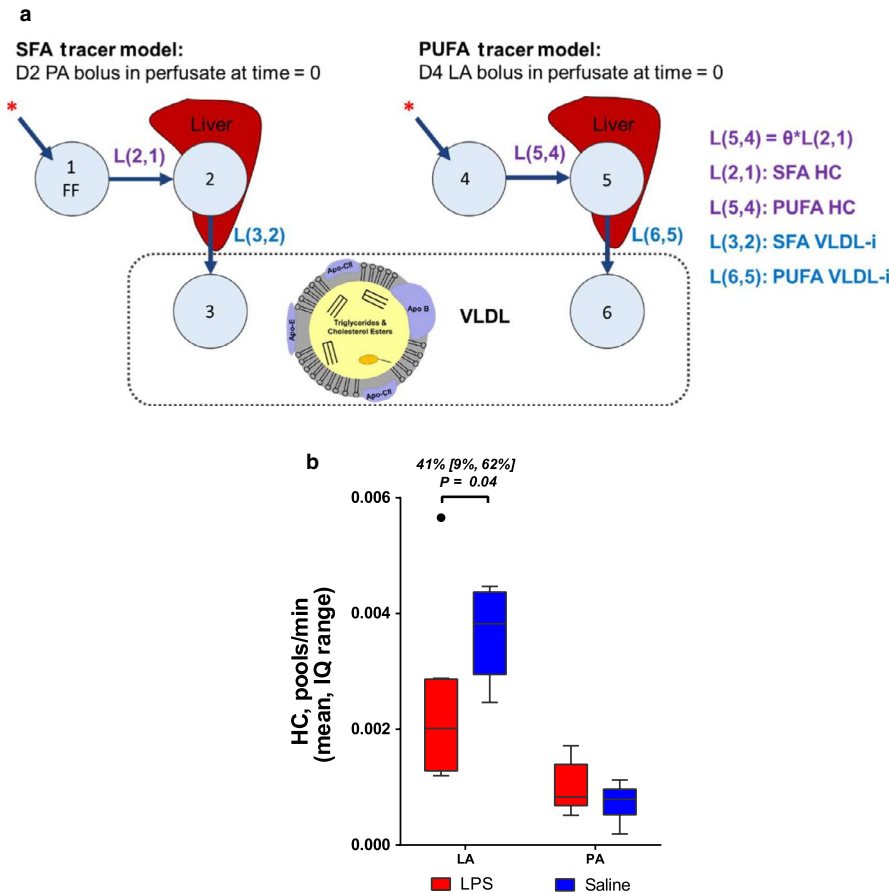 a
SFA tracer model:
D2 PA bolus in perfusate at time = 0
PUFA tracer model:
D4 LA bolus in perfusate at time = 0
*
Liver
1
FF
L(2,1)
2
L(3,2)
3
*
Liver
4
L(5,4)
5
L(6,5)
6
L(5,4) = θ*L(2,1)
L(2,1): SFA HC
L(5,4): PUFA HC
L(3,2): SFA VLDL-i
L(6,5): PUFA VLDL-i
Apo-CII
Apo B
Apo-E
Triglycerides &
Cholesterol Esters
Apo-CII
VLDL
b
41% [9%, 62%]
P = 0.04
HC, pools/min
(mean, IQ range)
0.006
0.004
0.002
0.000
LA
PA
LPS
Saline